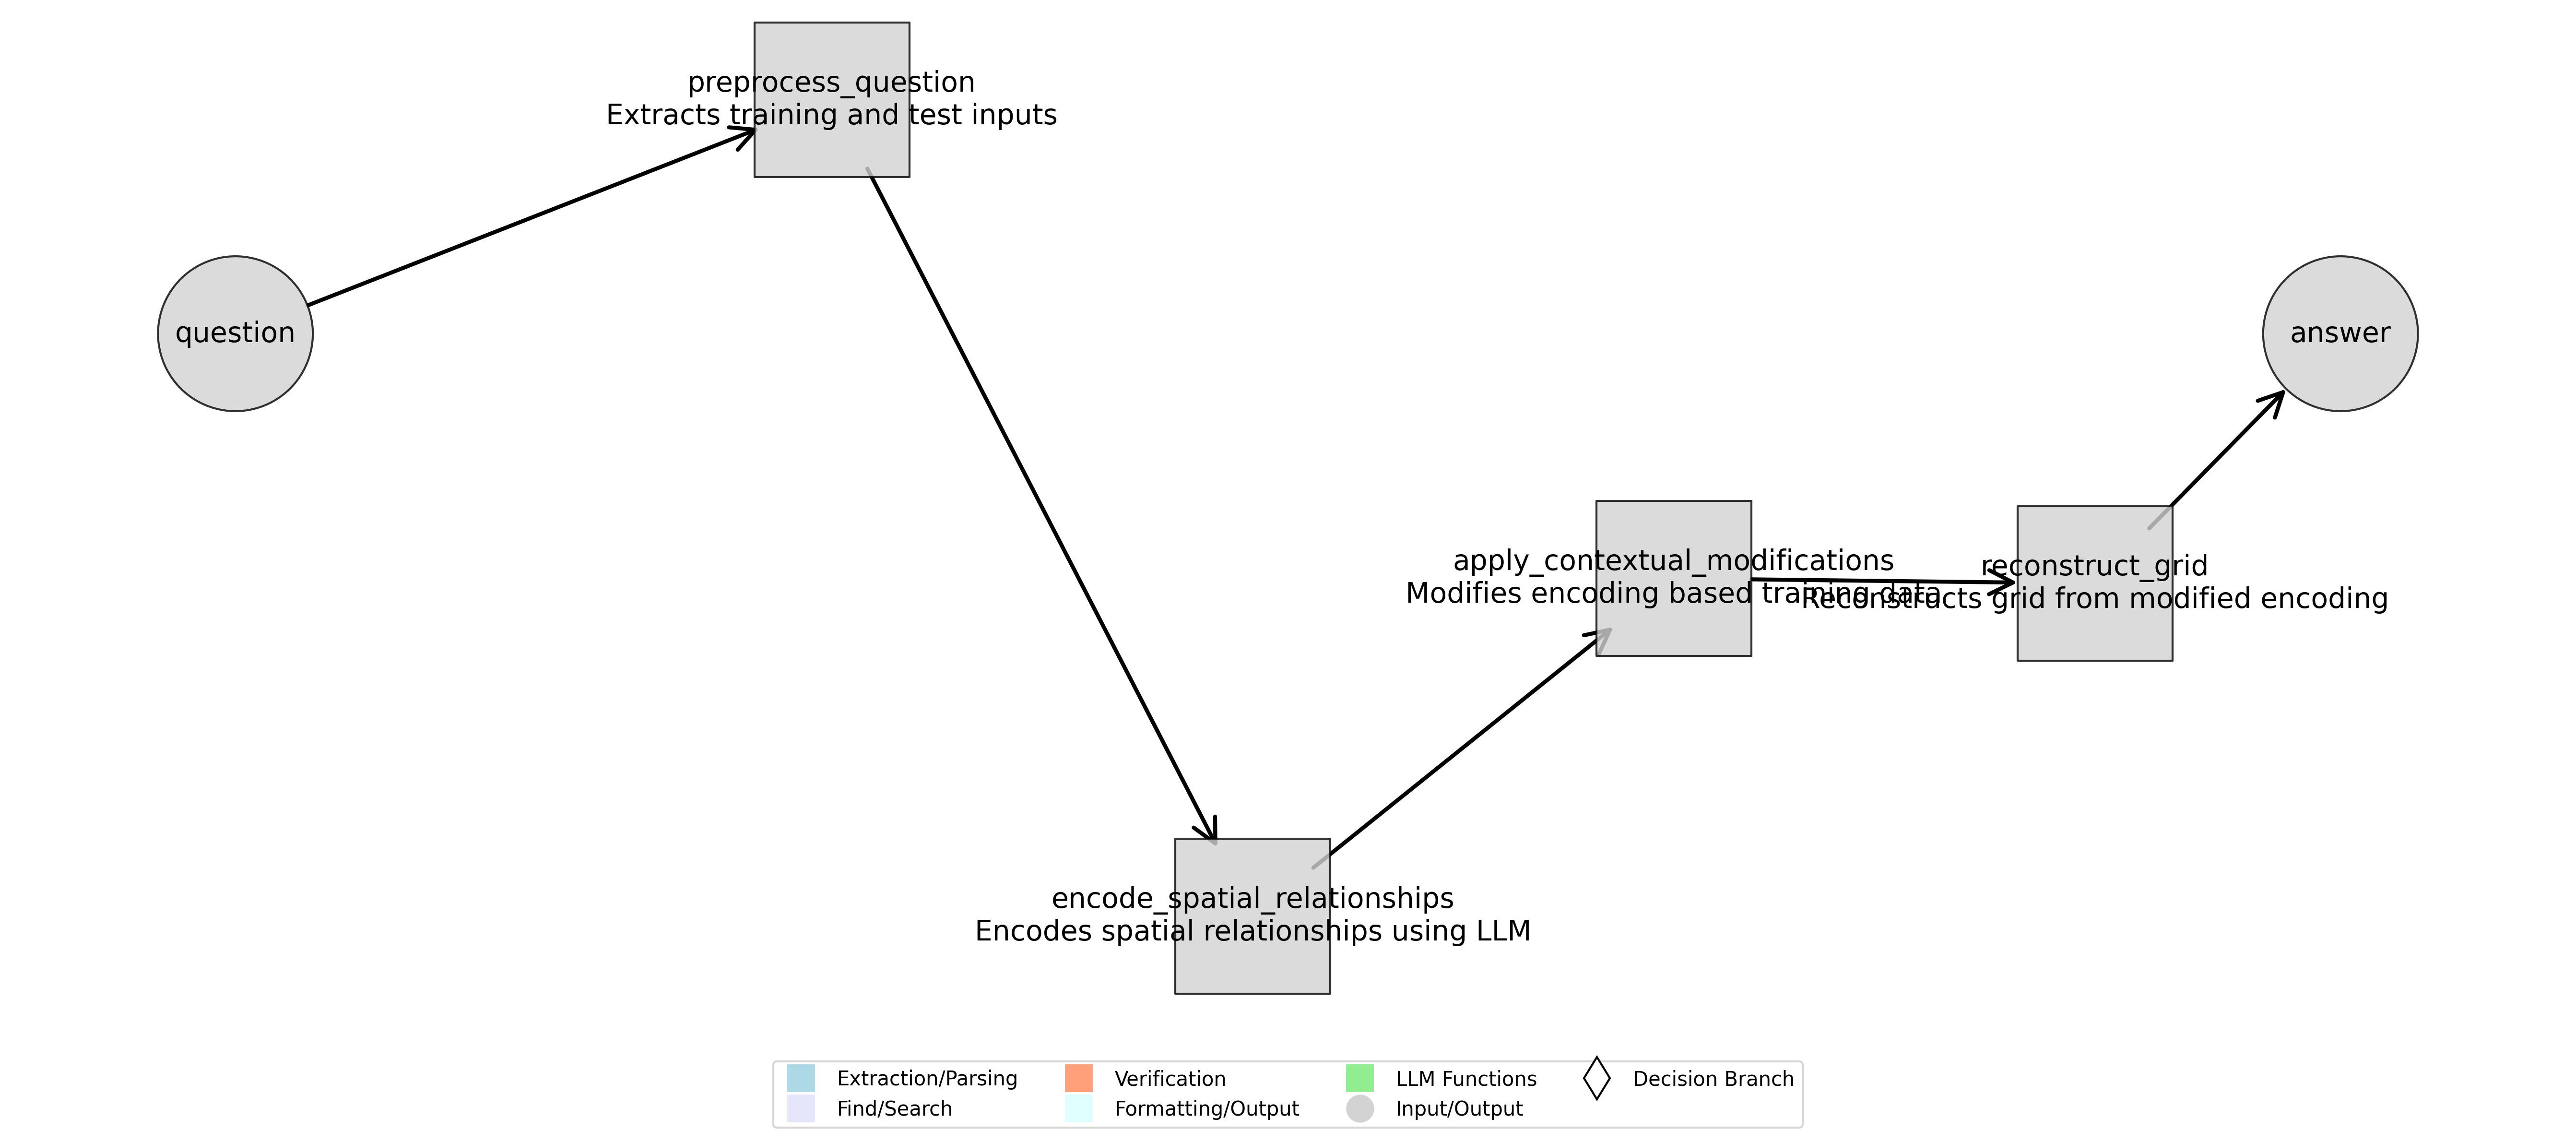 preprocess_question
Extracts training and test inputs
question
answer
apply_contextual_modifications
Modifies encoding based training data
reconstruct_grid
Reconstructs grid from modified encoding
encode_spatial_relationships
Encodes spatial relationships using LLM
Extraction/Parsing
Find/Search
Verification
Formatting/Output
LLM Functions
Input/Output
Decision Branch